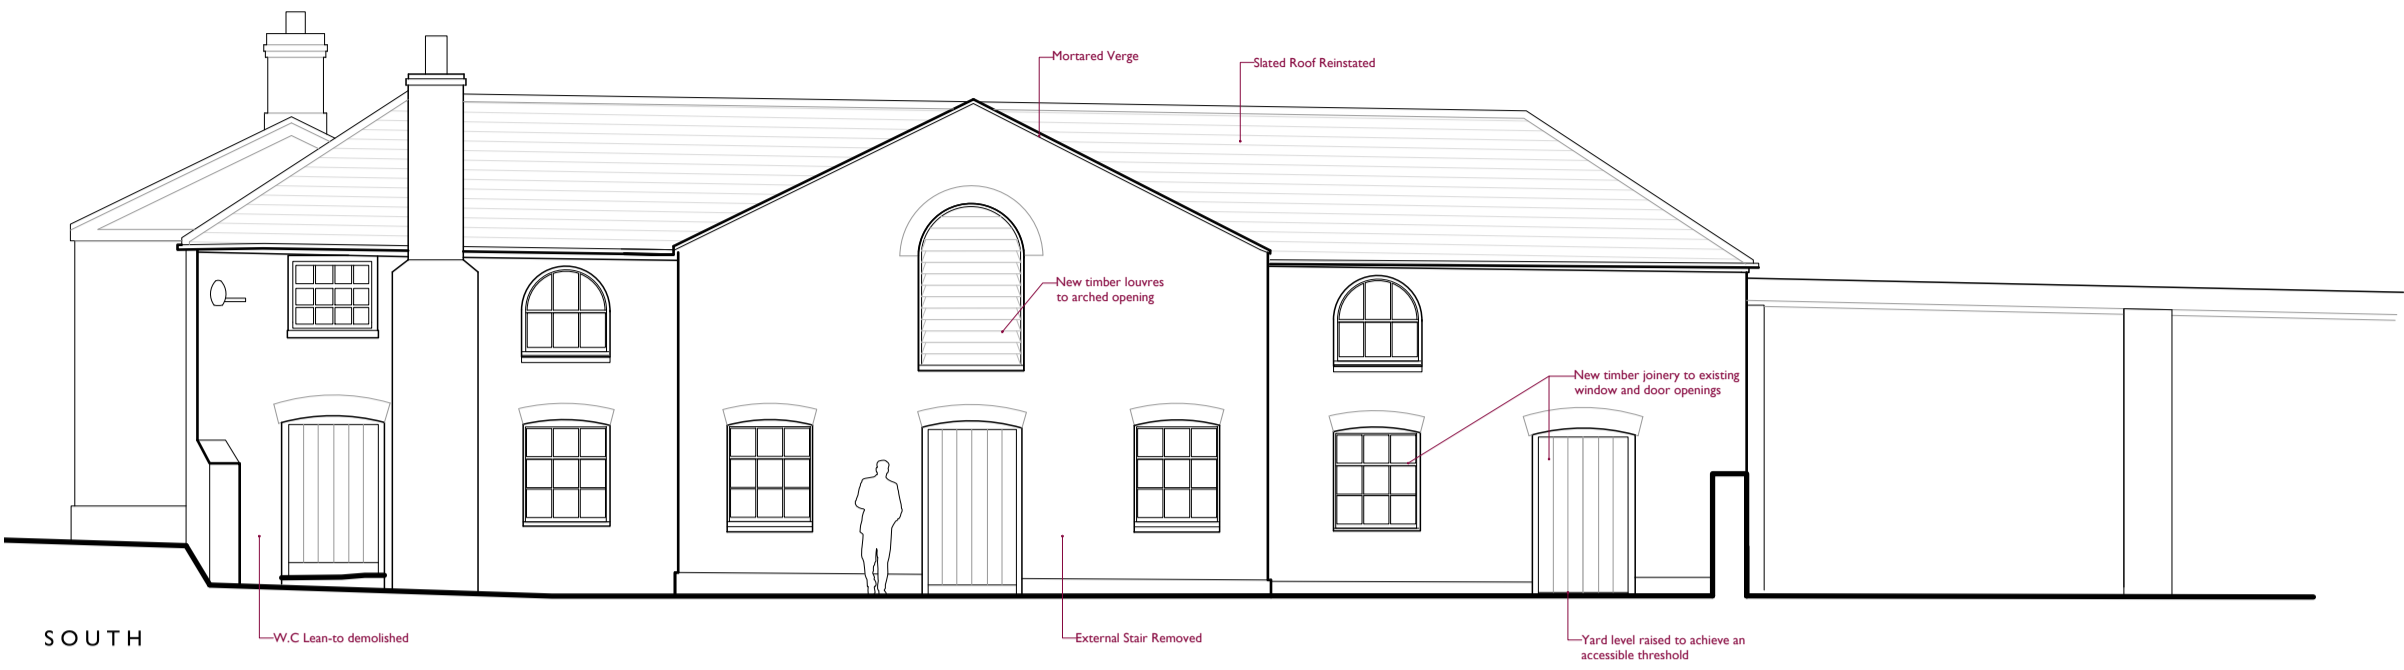 Mortared Verge
Slated Roof Reinstated
New timber louvres
to arched opening
New timber joinery to existing
window and door openings
SOUTH
W.C Lean-to demolished
External Stair Removed
Yard level raised to achieve an
accessible threshold